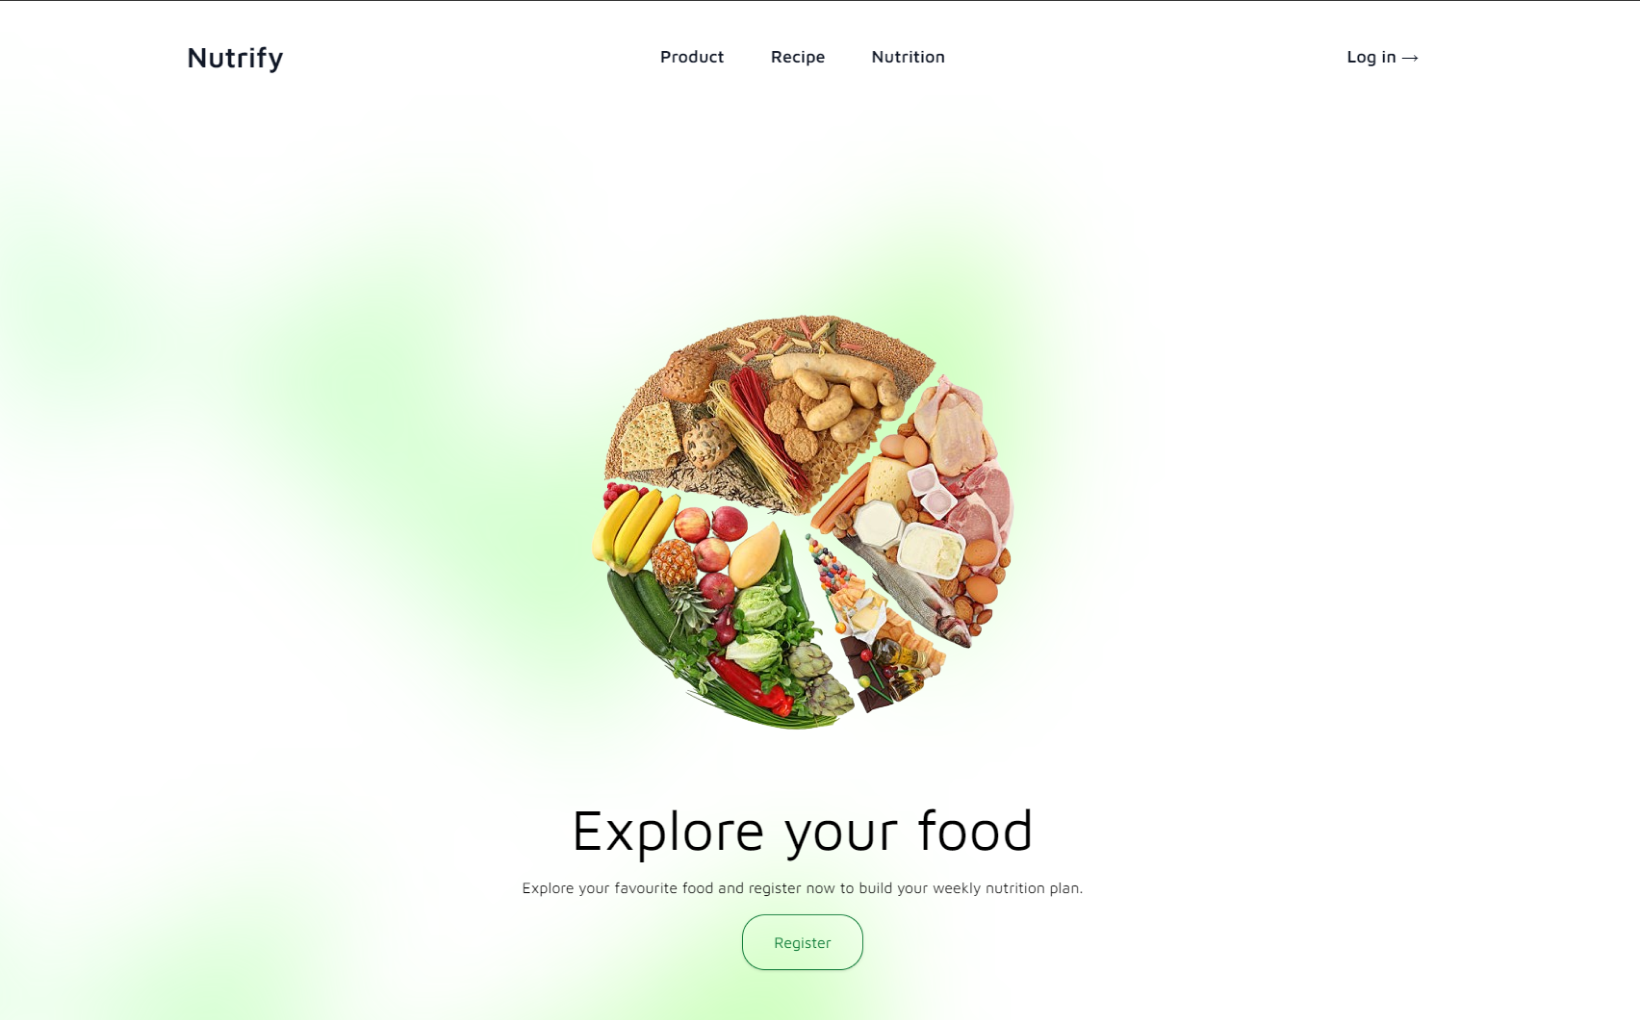 Nutrify
Product Recipe Nutrition
Log in →
Explore your food
Explore your favourite food and register now to build your weekly nutrition plan.
Register